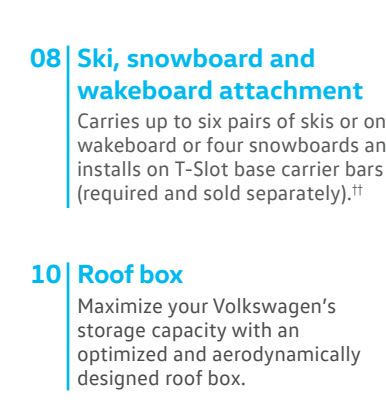 08 Ski, snowboard and
wakeboard attachment
Carries up to six pairs of skis or on
wakeboard or four snowboards an
installs on T-Slot base carrier bars
(required and sold separately).††
10 Roof box
Maximize your Volkswagen's
storage capacity with an
optimized and aerodynamically
designed roof box.